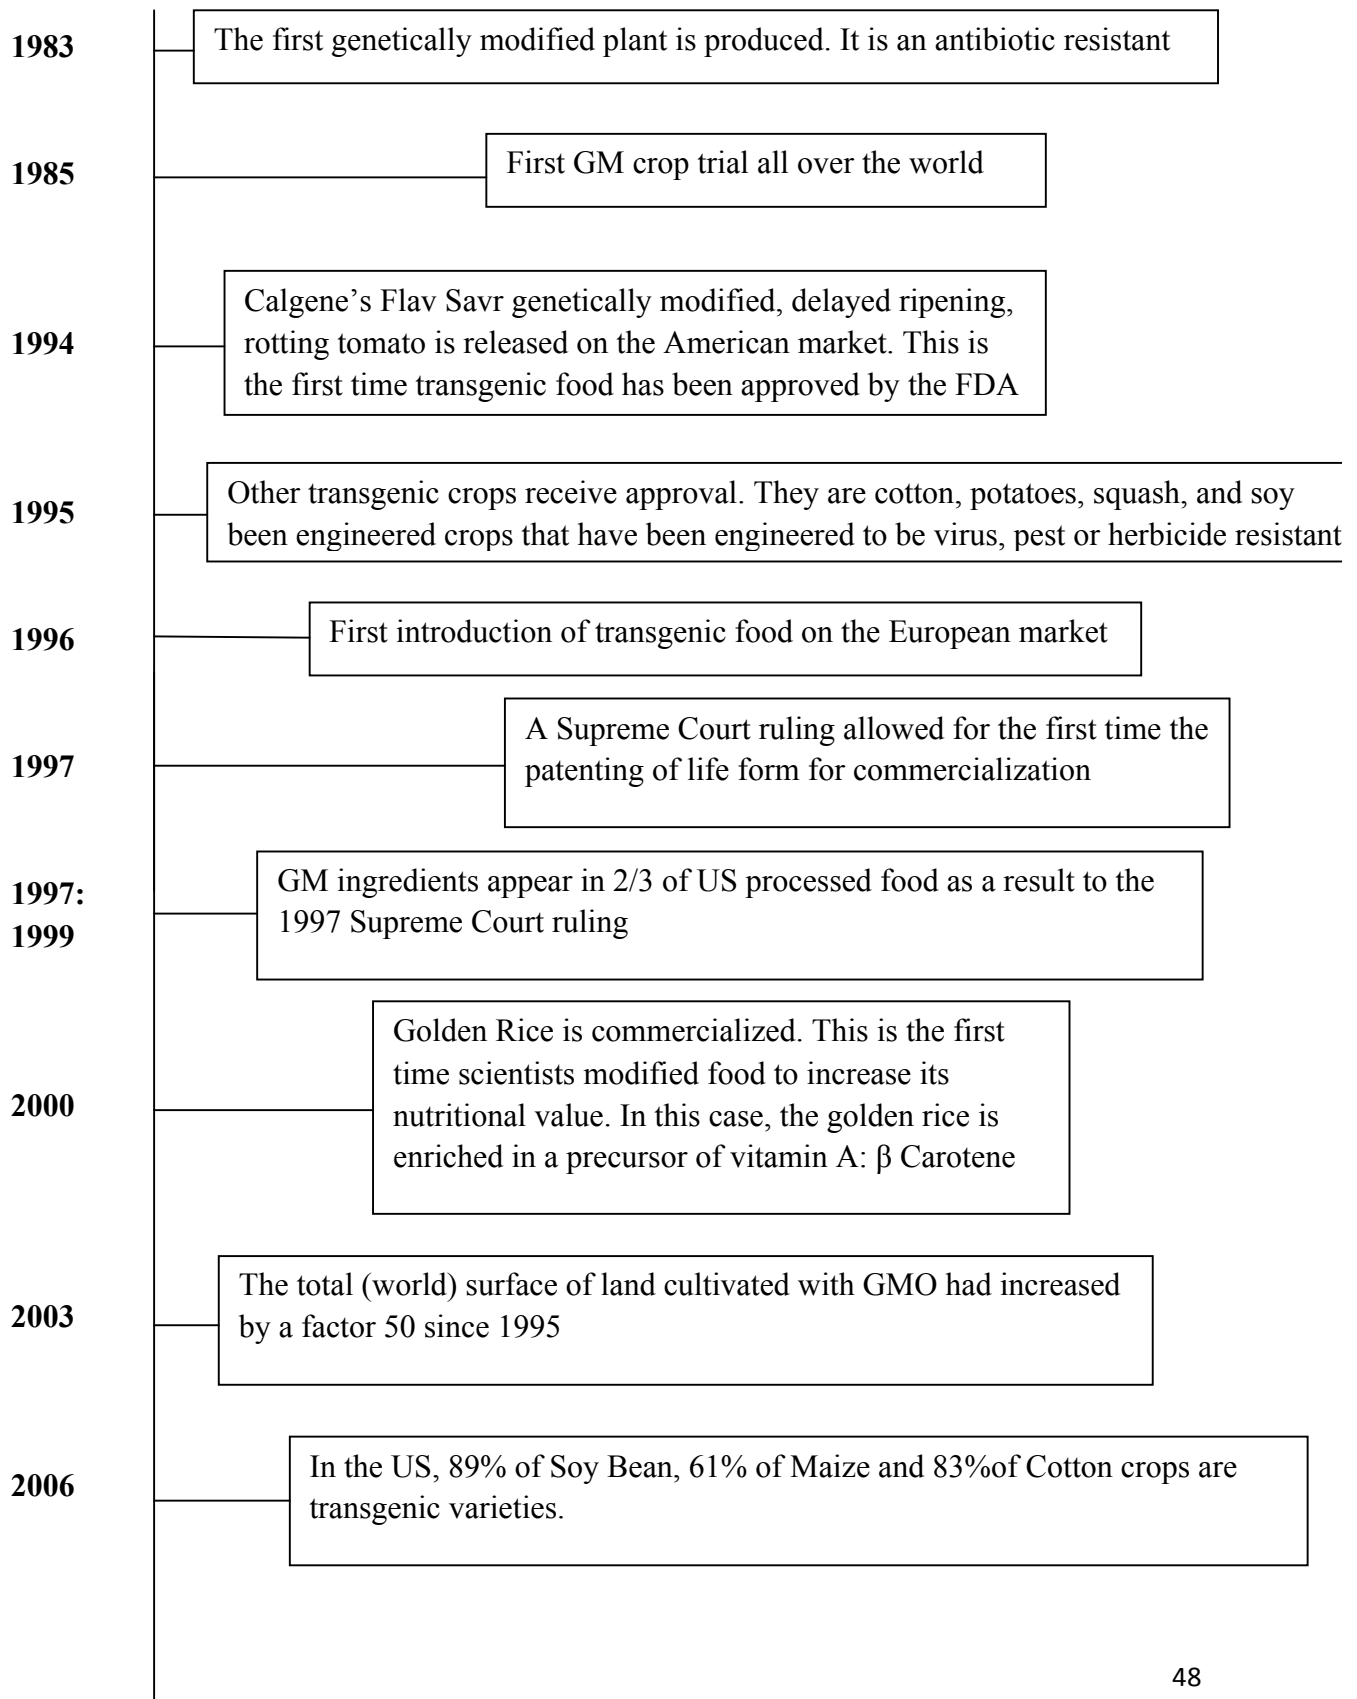 1983
The first genetically modified plant is produced. It is an antibiotic resistant
1985
First GM crop trial all over the world
1994
Calgene’s Flav Savr genetically modified, delayed ripening,
rotting tomato is released on the American market. This is
the first time transgenic food has been approved by the FDA
1995
Other transgenic crops receive approval. They are cotton, potatoes, squash, and soy
been engineered crops that have been engineered to be virus, pest or herbicide resistant
1996
First introduction of transgenic food on the European market
1997
A Supreme Court ruling allowed for the first time the
patenting of life form for commercialization
1997:
1999
GM ingredients appear in 2/3 of US processed food as a result to the
1997 Supreme Court ruling
2000
Golden Rice is commercialized. This is the first
time scientists modified food to increase its
nutritional value. In this case, the golden rice is
enriched in a precursor of vitamin A: β Carotene
2003
The total (world) surface of land cultivated with GMO had increased
by a factor 50 since 1995
2006
In the US, 89% of Soy Bean, 61% of Maize and 83%of Cotton crops are
transgenic varieties.
48